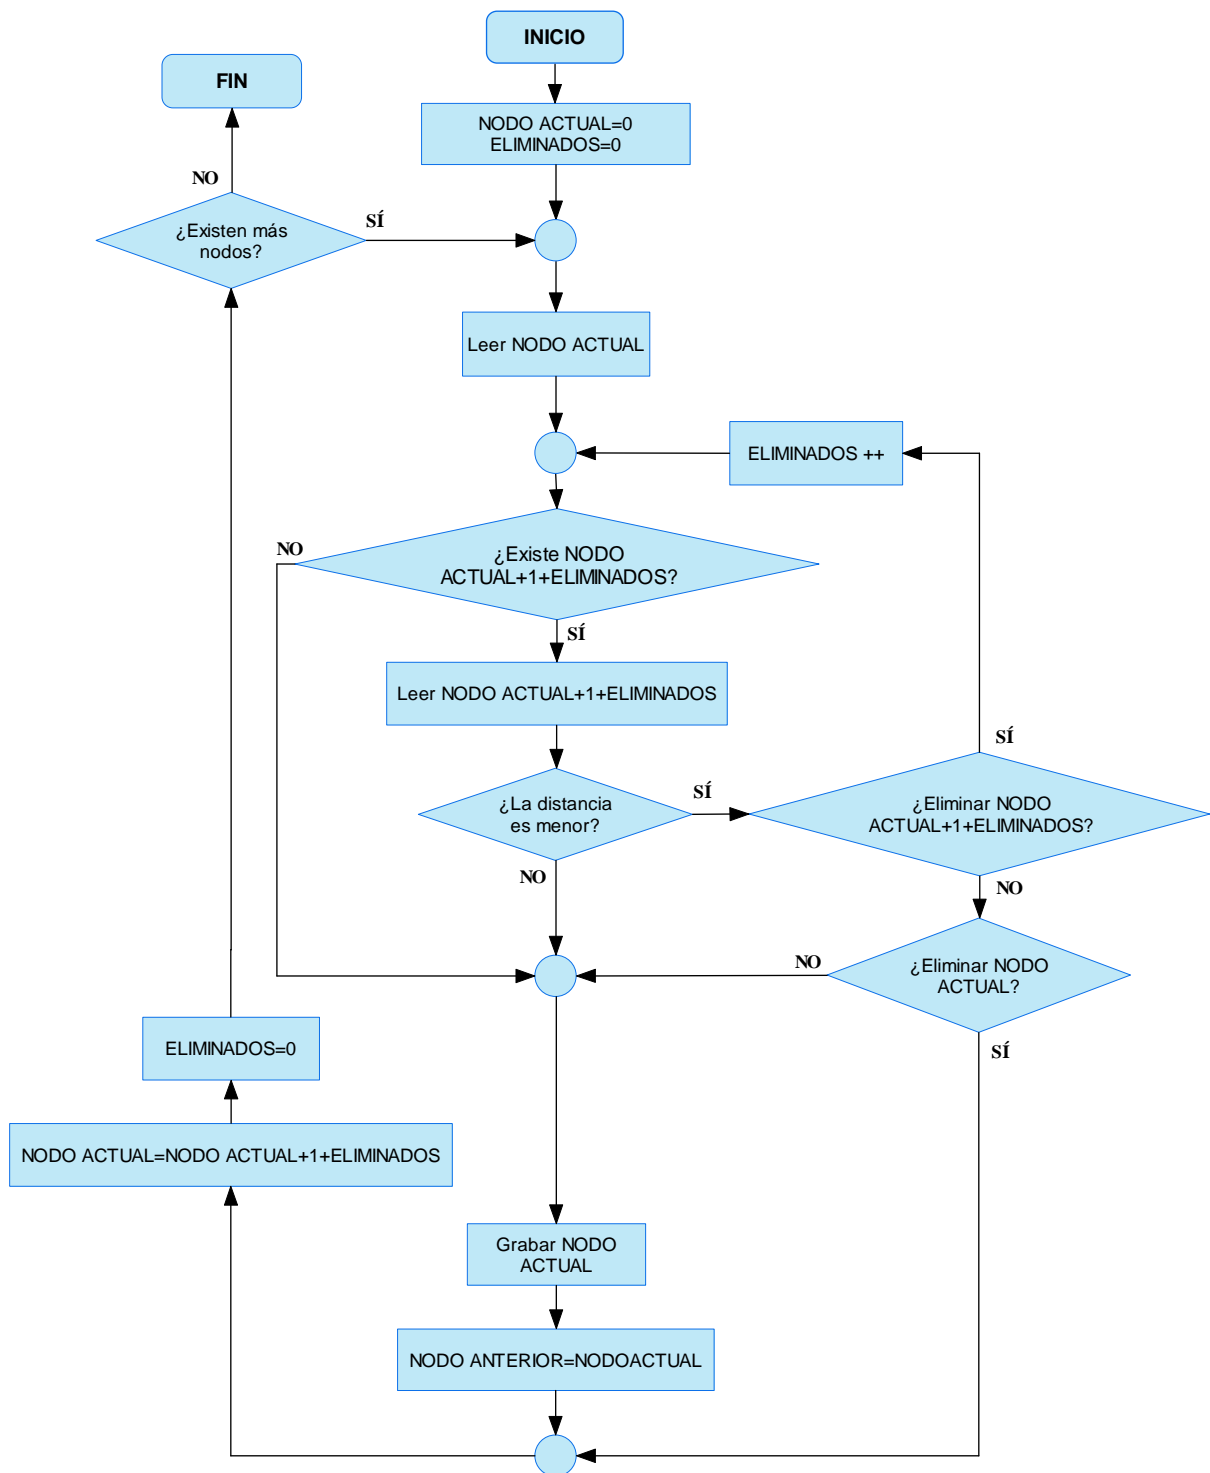 INICIO
FIN
NODO ACTUAL=0
ELIMINADOS=0
NO
¿Existen más
nodos?
SÍ
Leer NODO ACTUAL
ELIMINADOS ++
NO
¿Existe NODO
ACTUAL+1+ELIMINADOS?
SÍ
Leer NODO ACTUAL+1+ELIMINADOS
SÍ
¿La distancia
es menor?
SÍ
¿Eliminar NODO
ACTUAL+1+ELIMINADOS?
NO
NO
NO
¿Eliminar NODO
ACTUAL?
SÍ
ELIMINADOS=0
NODO ACTUAL=NODO ACTUAL+1+ELIMINADOS
Grabar NODO
ACTUAL
NODO ANTERIOR=NODOACTUAL